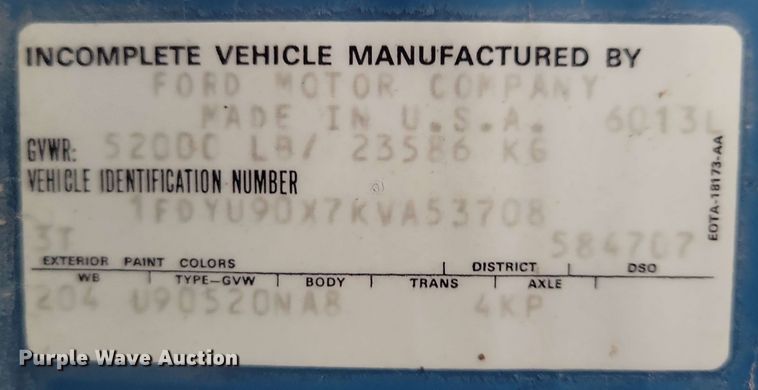 INCOMPLETE VEHICLE MANUFACTURED BY
FORD MOTOR COMPANY
MADE IN U.S.A. 6013L
GVWR: 52000 LB/ 23586 KG
VEHICLE IDENTIFICATION NUMBER
1FDYU90X7KVA53708
3T 584707
EXTERIOR PAINT COLORS DISTRICT DSO
WB TYPE-GVW BODY TRANS AXLE
204 U90520NA8 4KP
EOTA-18173-AA
Purple Wave Auction